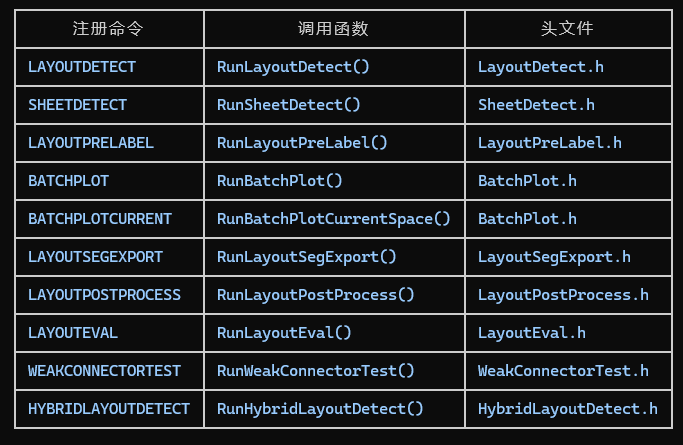 注册命令 调用函数 头文件
LAYOUTDETECT RunLayoutDetect() LayoutDetect.h
SHEETDETECT RunSheetDetect() SheetDetect.h
LAYOUTPRELABEL RunLayoutPreLabel() LayoutPreLabel.h
BATCHPLOT RunBatchPlot() BatchPlot.h
BATCHPLOTCURRENT RunBatchPlotCurrentSpace() BatchPlot.h
LAYOUTSEGEXPORT RunLayoutSegExport() LayoutSegExport.h
LAYOUTPOSTPROCESS RunLayoutPostProcess() LayoutPostProcess.h
LAYOUTEVAL RunLayoutEval() LayoutEval.h
WEAKCONNECTORTEST RunWeakConnectorTest() WeakConnectorTest.h
HYBRIDLAYOUTDETECT RunHybridLayoutDetect() HybridLayoutDetect.h